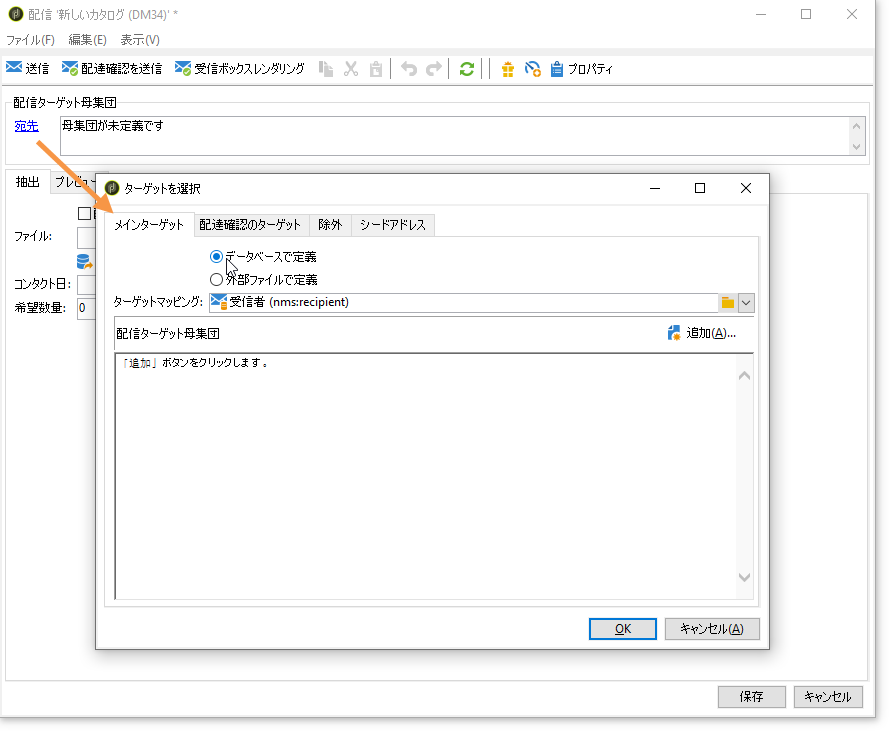 配信 '新しいカタログ (DM34)' *
ファイル(F) 編集(E) 表示(V)
送信 配達確認を送信 受信ボックスレンダリング プロパティ
配信ターゲット母集団
宛先 母集団が未定義です
抽出 プレビュー
ターゲットを選択
メインターゲット 配達確認のターゲット 除外 シードアドレス
データベースで定義
外部ファイルで定義
ファイル:
コンタクト日:
希望数量: 0
ターゲットマッピング: 受信者 (nms:recipient)
配信ターゲット母集団 追加(A)...
「追加」ボタンをクリックします。
OK キャンセル(A)
保存 キャンセル